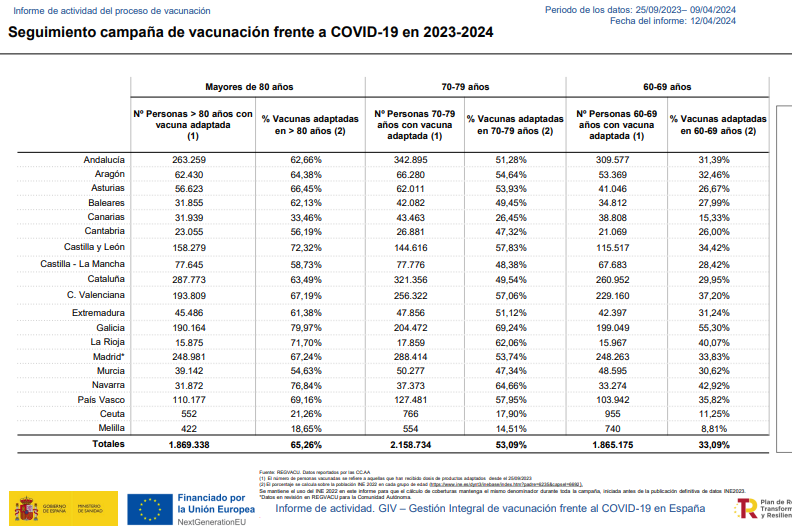 Informe de actividad del proceso de vacunación
Periodo de los datos: 25/09/2023– 09/04/2024
Fecha del informe: 12/04/2024
Seguimiento campaña de vacunación frente a COVID-19 en 2023-2024
Mayores de 80 años 70-79 años 60-69 años
Nº Personas > 80 años con vacuna adaptada (1) % Vacunas adaptadas en > 80 años (2) Nº Personas 70-79 años con vacuna adaptada (1) % Vacunas adaptadas en 70-79 años (2) Nº Personas 60-69 años con vacuna adaptada (1) % Vacunas adaptadas en 60-69 años (2)
Andalucía 263.259 62,66% 342.895 51,28% 309.577 31,39%
Aragón 62.430 64,38% 66.280 54,64% 53.369 32,46%
Asturias 56.623 66,45% 62.011 53,93% 41.046 26,67%
Baleares 31.855 62,13% 42.082 49,45% 34.812 27,99%
Canarias 31.939 33,46% 43.463 26,45% 38.808 15,33%
Cantabria 23.055 56,19% 26.881 47,32% 21.069 26,00%
Castilla y León 158.279 72,32% 144.616 57,83% 115.517 34,42%
Castilla - La Mancha 77.645 58,73% 77.776 48,38% 67.683 28,42%
Cataluña 287.773 63,49% 321.356 49,54% 260.952 29,95%
C. Valenciana 193.809 67,19% 256.322 57,06% 229.160 37,20%
Extremadura 45.486 61,38% 47.856 51,12% 42.397 31,24%
Galicia 190.164 79,97% 204.472 69,24% 199.049 55,30%
La Rioja 15.875 71,70% 17.859 62,06% 15.967 40,07%
Madrid* 248.981 67,24% 288.414 53,74% 248.263 33,83%
Murcia 39.142 54,63% 50.277 47,34% 48.595 30,62%
Navarra 31.872 76,84% 37.373 64,66% 33.274 42,92%
País Vasco 110.177 69,16% 127.481 57,95% 103.942 35,82%
Ceuta 552 21,26% 766 17,90% 955 11,25%
Melilla 422 18,65% 554 14,51% 740 8,81%
Totales 1.869.338 65,26% 2.158.734 53,09% 1.865.175 33,09%
Fuente: REGVACU. Datos reportados por las CC.AA
(1) El número de personas vacunadas se refiere a aquellas que han recibido dosis de productos adaptados desde el 25/09/2023
(2) El porcentaje se calcula sobre la población INE 2022 en cada grupo de edad
Se mantiene el uso del INE 2022 en este informe para que el cálculo de coberturas mantenga el mismo denominador durante toda la campaña, iniciada antes de la publicación definitiva de datos INE2023.
*Datos en revisión en REGVACU para la Comunidad Autónoma.
GOBIERNO DE ESPAÑA
MINISTERIO DE SANIDAD
Financiado por
la Unión Europea
NextGenerationEU
Informe de actividad. GIV – Gestión Integral de vacunación frente al COVID-19 en España
Plan de Re
Transform
y Resilien